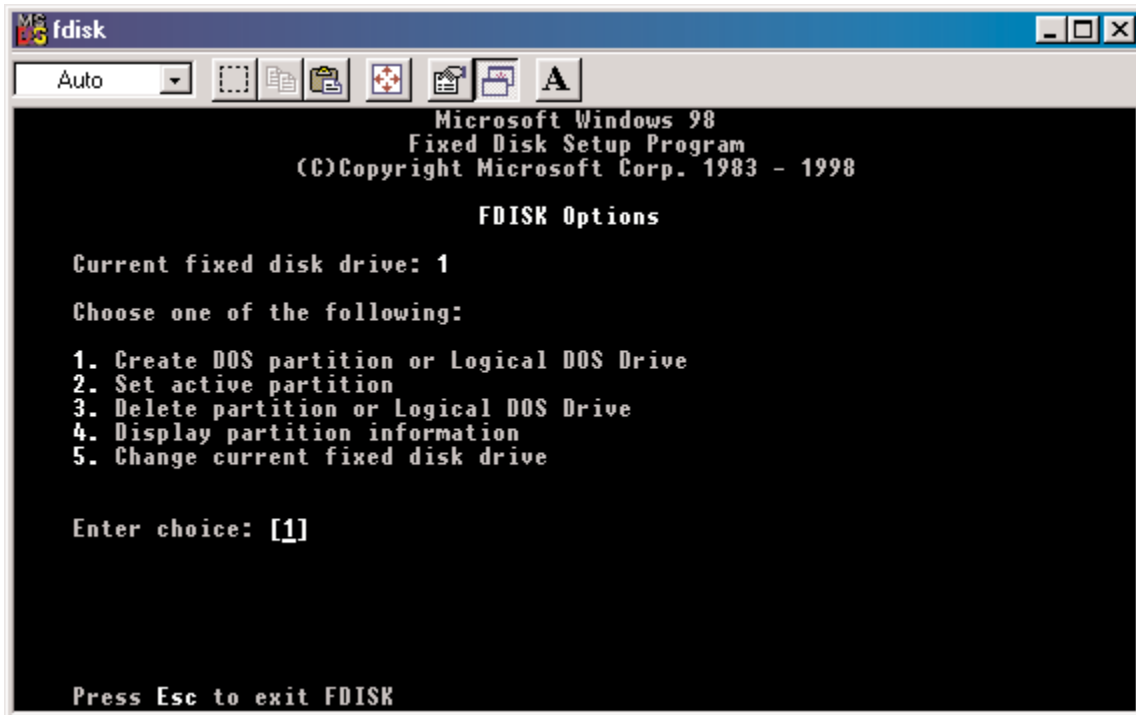 MS DOS fdisk
Auto A
Microsoft Windows 98
Fixed Disk Setup Program
(C)Copyright Microsoft Corp. 1983 - 1998
FDISK Options
Current fixed disk drive: 1
Choose one of the following:
1. Create DOS partition or Logical DOS Drive
2. Set active partition
3. Delete partition or Logical DOS Drive
4. Display partition information
5. Change current fixed disk drive
Enter choice: [1]
Press Esc to exit FDISK